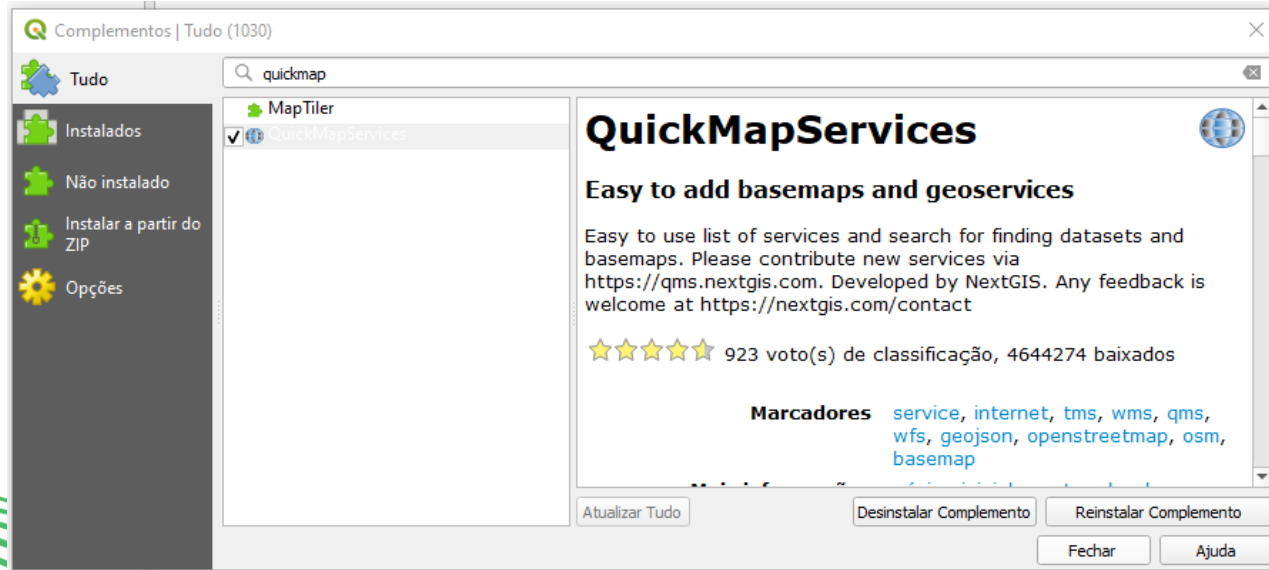 Complementos | Tudo (1030)
Tudo
Instalados
Não instalado
Instalar a partir do
ZIP
Opções
quickmap
MapTiler
QuickMapServices
QuickMapServices
Easy to add basemaps and geoservices
Easy to use list of services and search for finding datasets and
basemaps. Please contribute new services via
https://qms.nextgis.com. Developed by NextGIS. Any feedback is
welcome at https://nextgis.com/contact
923 voto(s) de classificação, 4644274 baixados
Marcadores service, internet, tms, wms, qms,
wfs, geojson, openstreetmap, osm,
basemap
Atualizar Tudo
Desinstalar Complemento
Reinstalar Complemento
Fechar
Ajuda